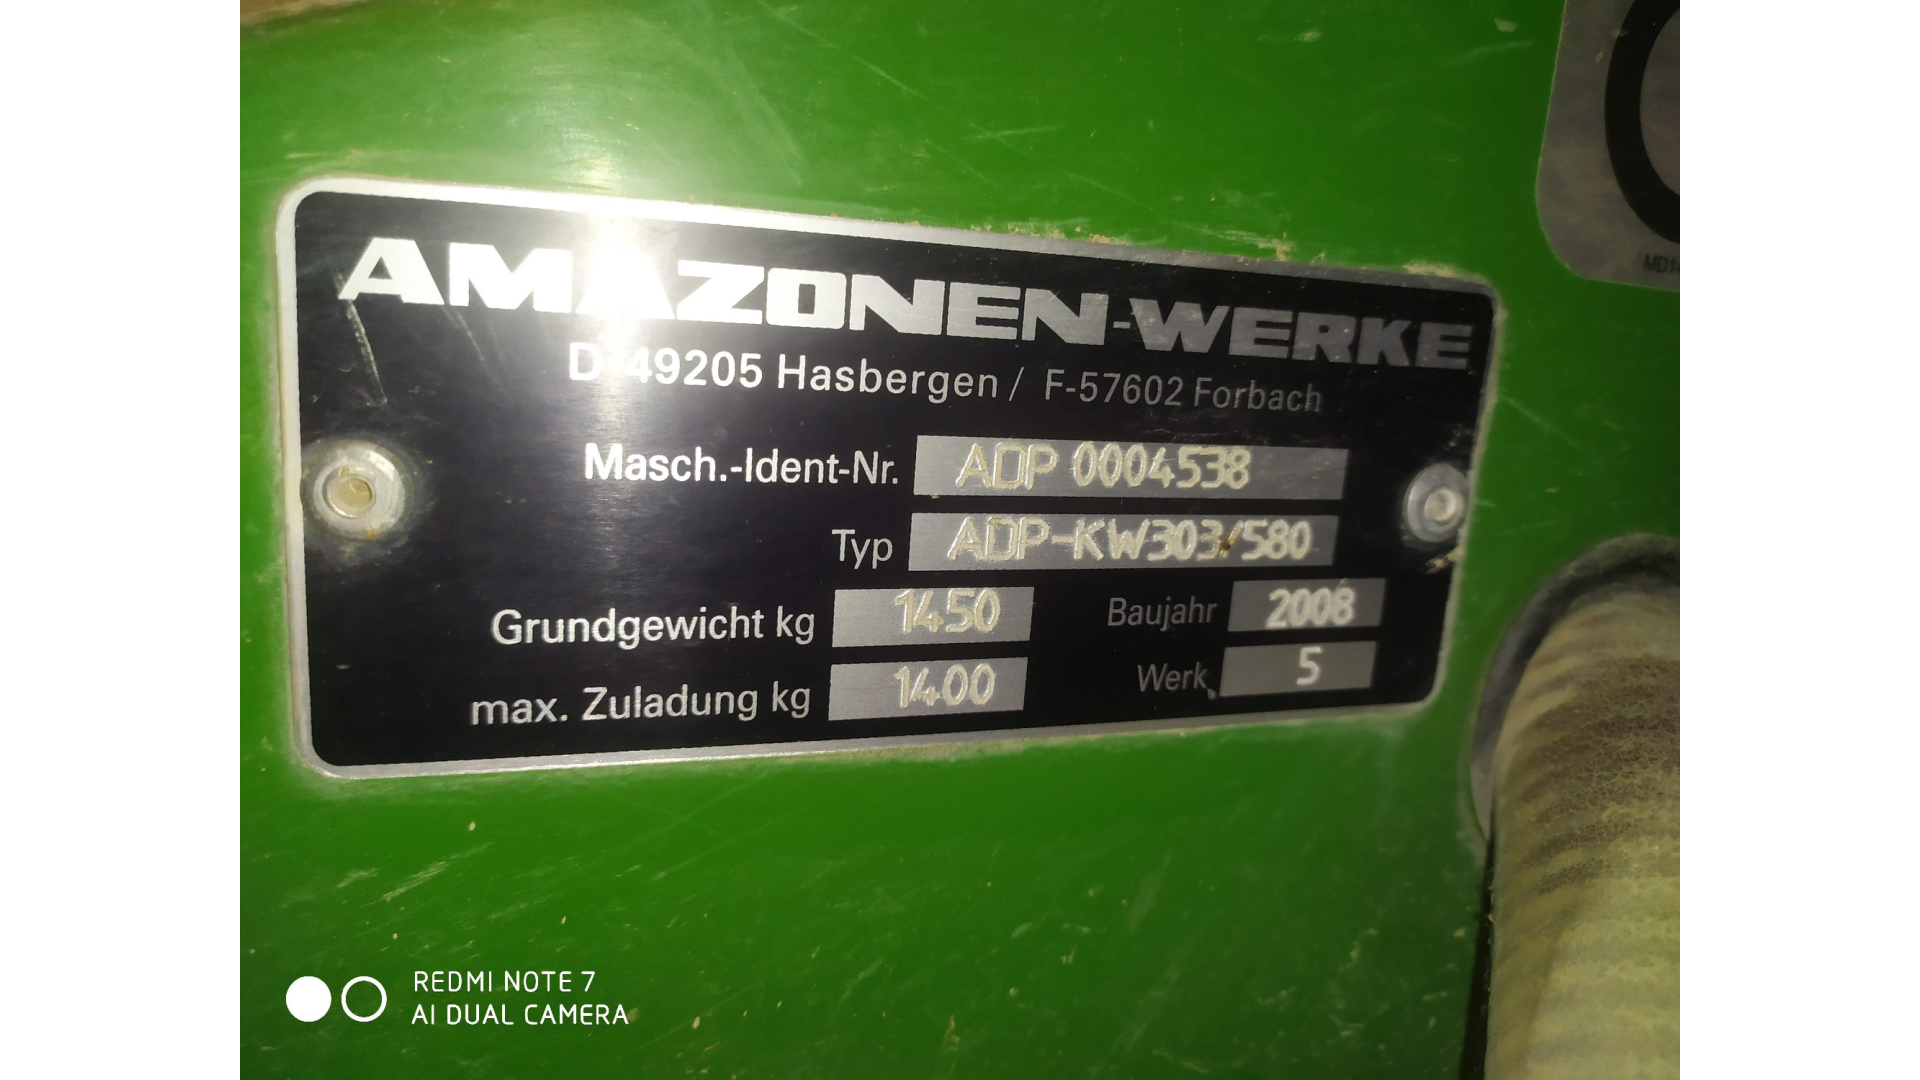 AMAZONEN-WERKE
D-49205 Hasbergen / F-57602 Forbach
Masch.-Ident-Nr. ADP 0004538
Typ ADP-KW303/580
Grundgewicht kg 1450 Baujahr 2008
max. Zuladung kg 1400 Werk 5
REDMI NOTE 7
AI DUAL CAMERA